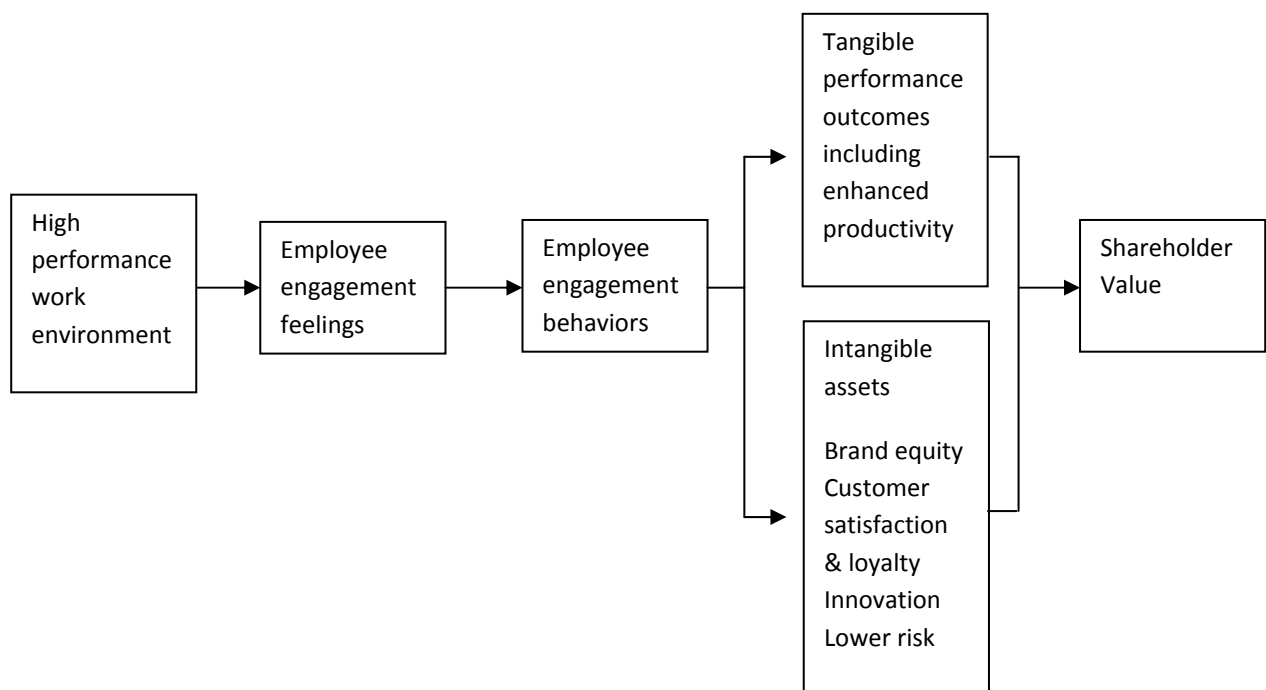 High
performance
work
environment
Employee
engagement
feelings
Employee
engagement
behaviors
Tangible
performance
outcomes
including
enhanced
productivity
Intangible
assets
Brand equity
Customer
satisfaction
& loyalty
Innovation
Lower risk
Shareholder
Value